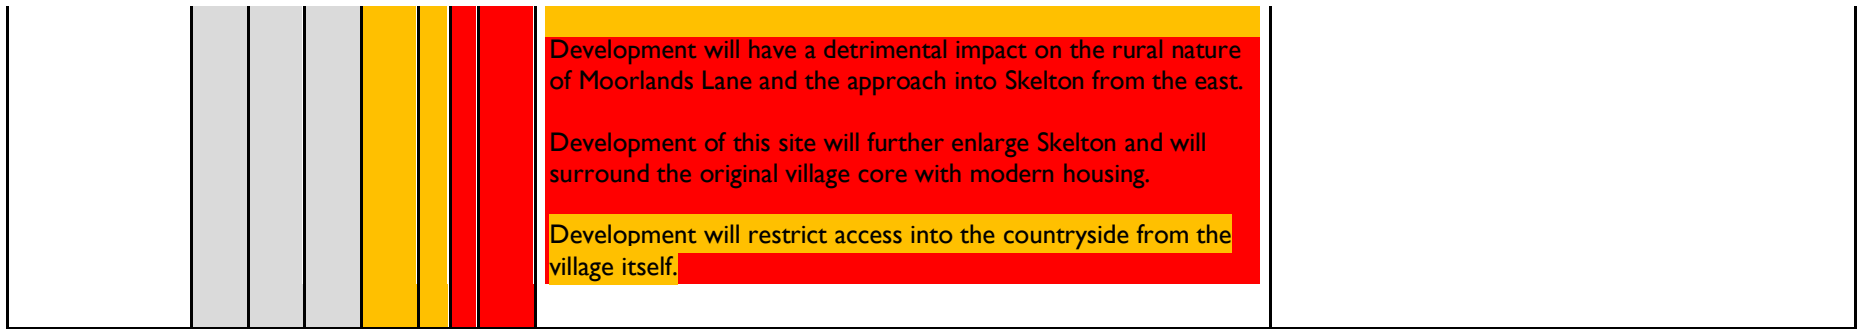 Development will have a detrimental impact on the rural nature
of Moorlands Lane and the approach into Skelton from the east.
Development of this site will further enlarge Skelton and will
surround the original village core with modern housing.
Development will restrict access into the countryside from the
village itself.